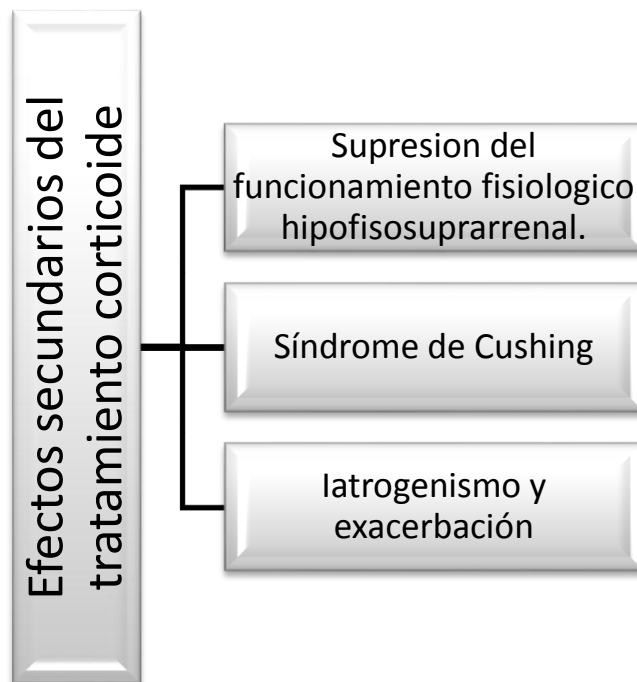 Efectos secundarios del
tratamiento corticoide
Supresion del
funcionamiento fisiologico
hipofisosuprarrenal.
Síndrome de Cushing
Iatrogenismo y
exacerbación